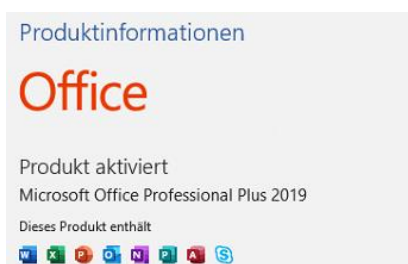 Produktinformationen
Office
Produkt aktiviert
Microsoft Office Professional Plus 2019
Dieses Produkt enthält
W X P O N P A S